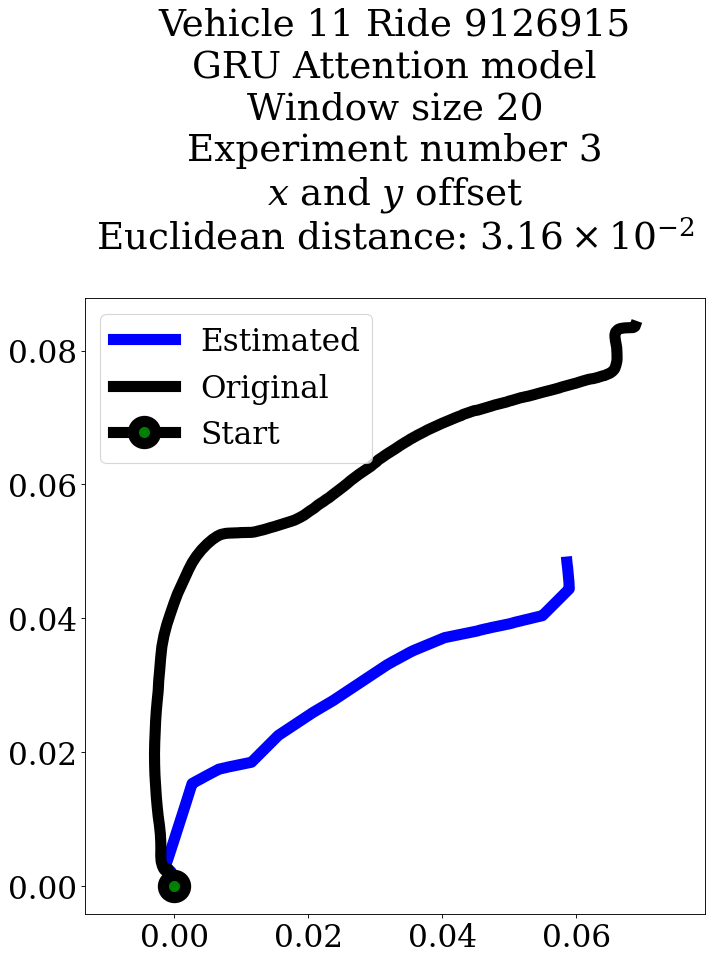 Vehicle 11 Ride 9126915
GRU Attention model
Window size 20
Experiment number 3
x and y offset
Euclidean distance: 3.16 × 10⁻²
Estimated
Original
Start
0.08
0.06
0.04
0.02
0.00
0.00 0.02 0.04 0.06